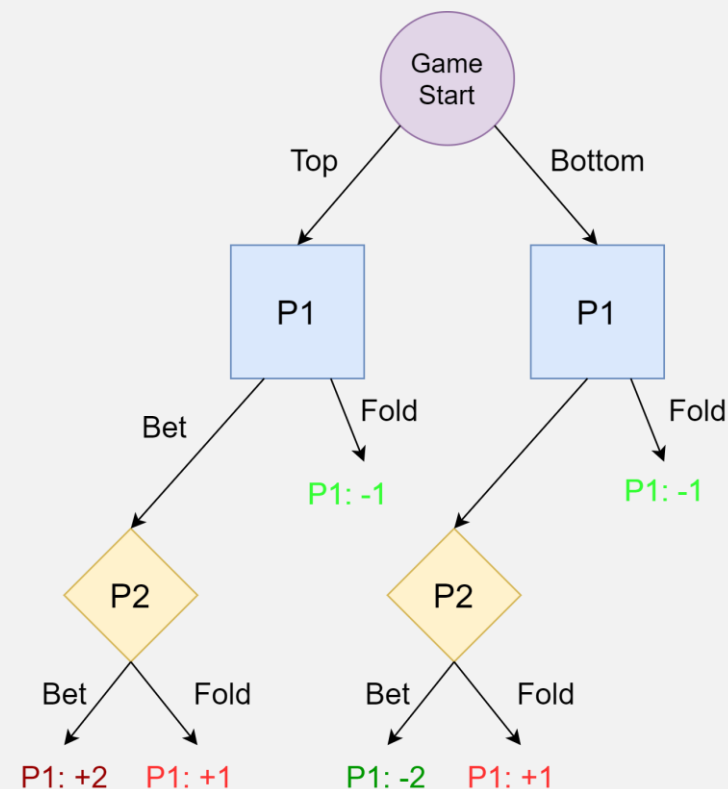 Game
Start
Top
Bottom
P1
P1
Bet
Fold
Fold
P1: -1
P1: -1
P2
P2
Bet
Fold
Bet
Fold
P1: +2
P1: +1
P1: -2
P1: +1